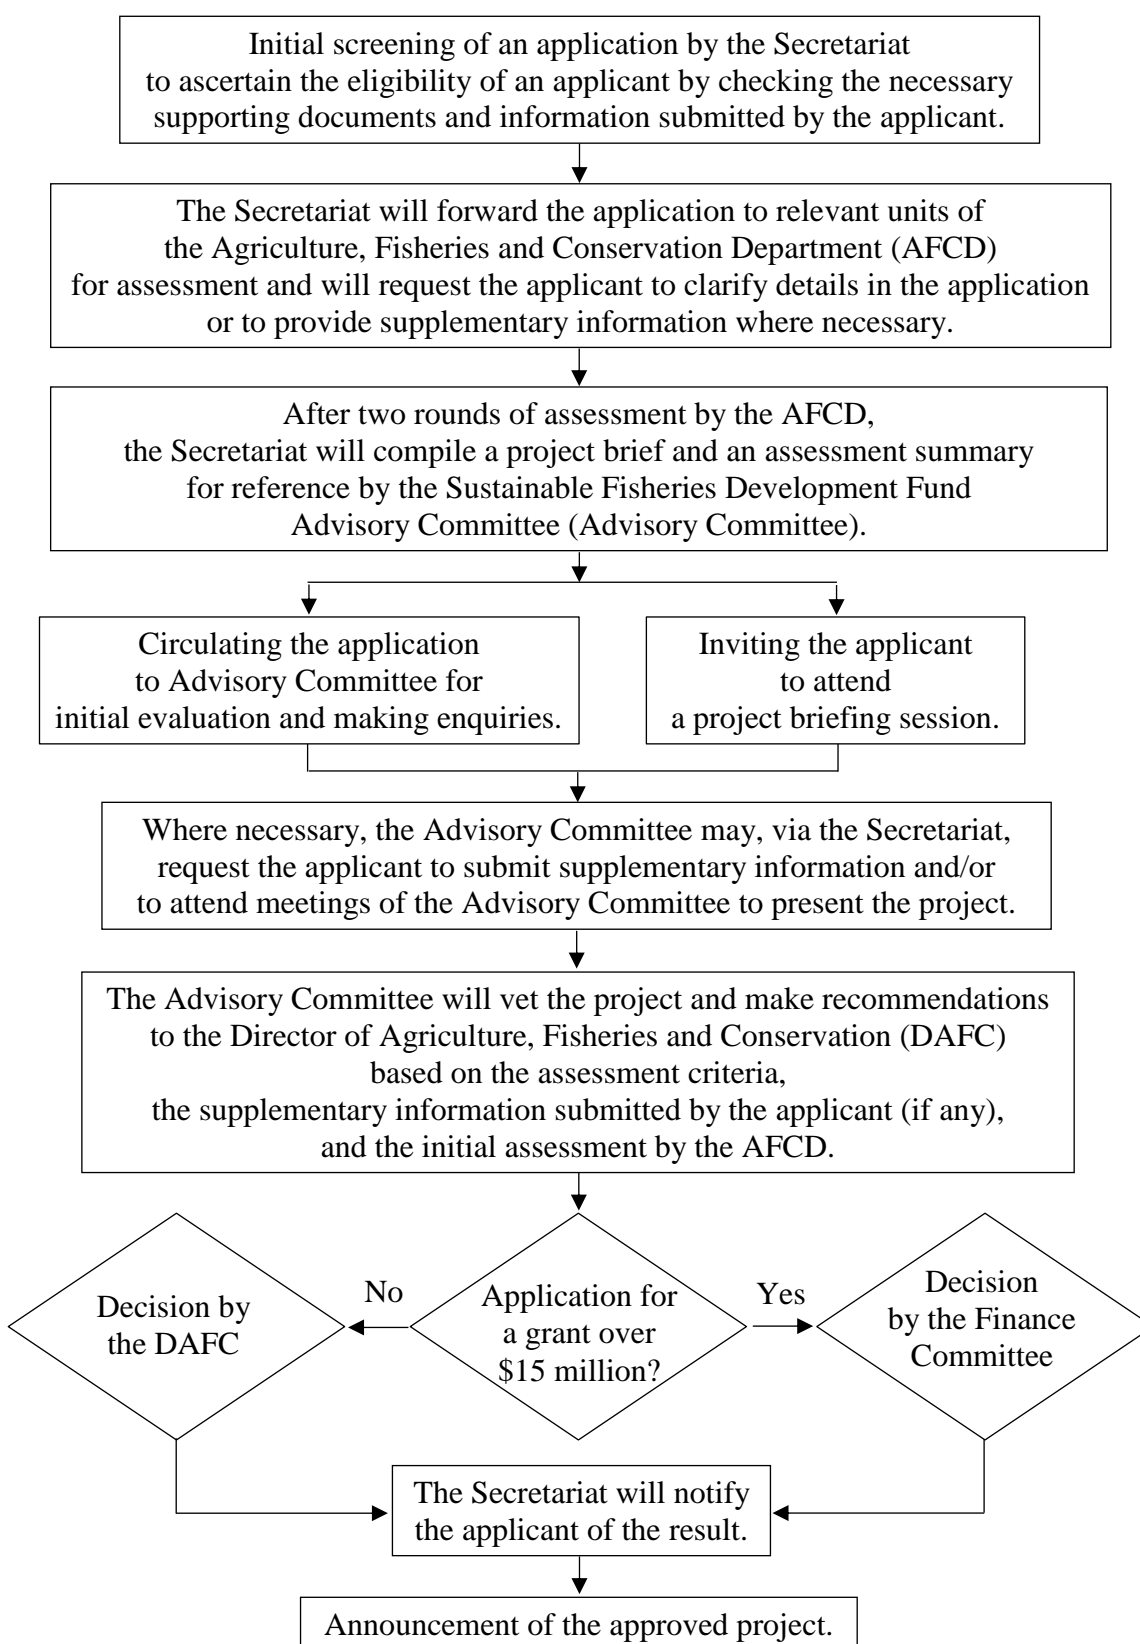 Initial screening of an application by the Secretariat
to ascertain the eligibility of an applicant by checking the necessary
supporting documents and information submitted by the applicant.
The Secretariat will forward the application to relevant units of
the Agriculture, Fisheries and Conservation Department (AFCD)
for assessment and will request the applicant to clarify details in the application
or to provide supplementary information where necessary.
After two rounds of assessment by the AFCD,
the Secretariat will compile a project brief and an assessment summary
for reference by the Sustainable Fisheries Development Fund
Advisory Committee (Advisory Committee).
Circulating the application
to Advisory Committee for
initial evaluation and making enquiries.
Inviting the applicant
to attend
a project briefing session.
Where necessary, the Advisory Committee may, via the Secretariat,
request the applicant to submit supplementary information and/or
to attend meetings of the Advisory Committee to present the project.
The Advisory Committee will vet the project and make recommendations
to the Director of Agriculture, Fisheries and Conservation (DAFC)
based on the assessment criteria,
the supplementary information submitted by the applicant (if any),
and the initial assessment by the AFCD.
Decision by
the DAFC
No
Application for
a grant over
$15 million?
Yes
Decision
by the Finance
Committee
The Secretariat will notify
the applicant of the result.
Announcement of the approved project.